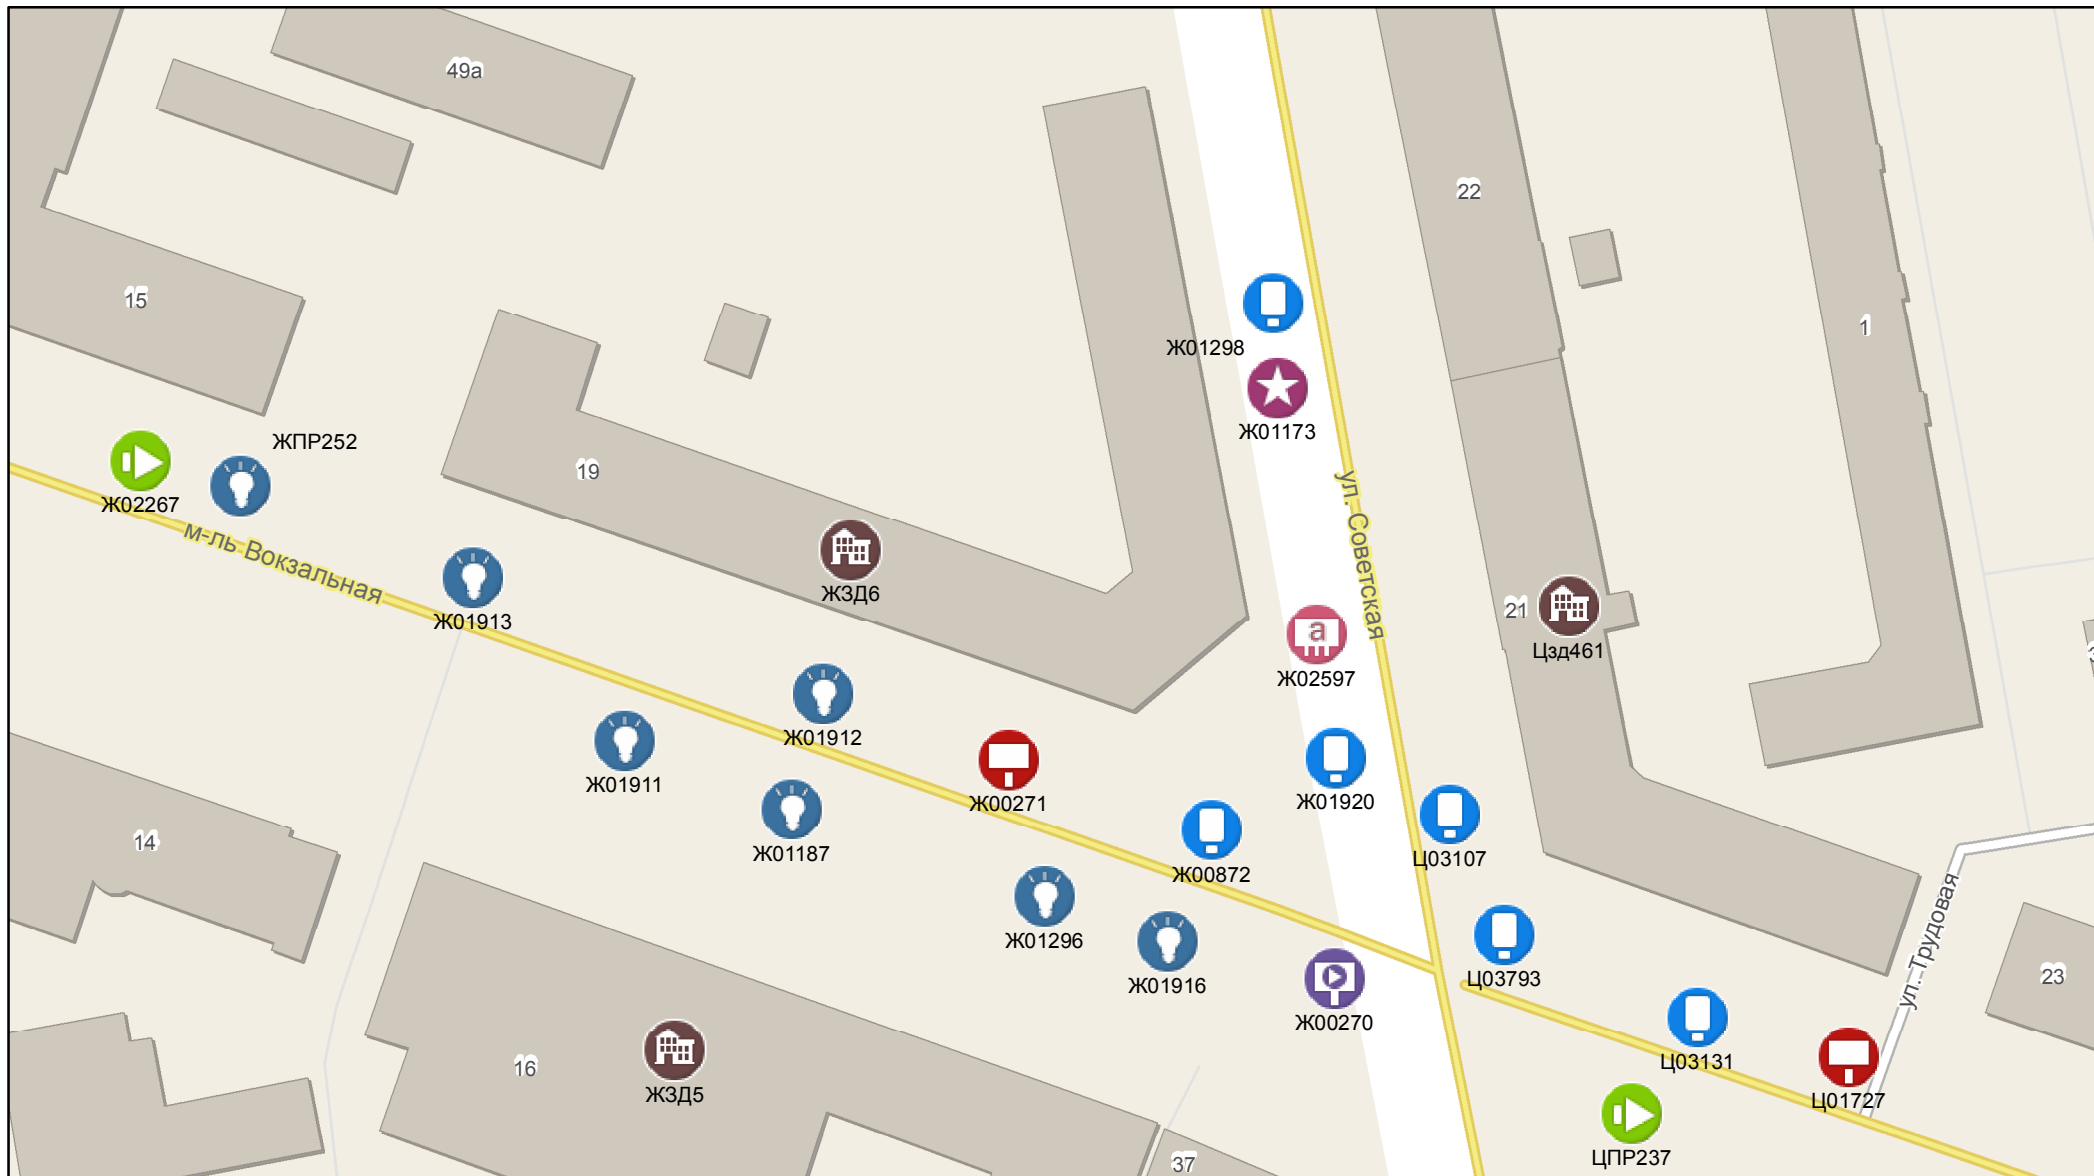 49а
22
15
1
Ж01298
Ж01173
ЖПР252
19
Ж02267
м-ль Вокзальная
ул. Советская
ЖЗД6
Ж01913
21
Цзд461
Ж02597
Ж01912
Ж01911
Ж00271
Ж01920
14
Ж01187
Ж00872
Ц03107
Ж01296
Ж01916
Ц03793
ул. Трудовая
23
Ж00270
16
ЖЗД5
Ц03131
Ц01727
37
ЦПР237